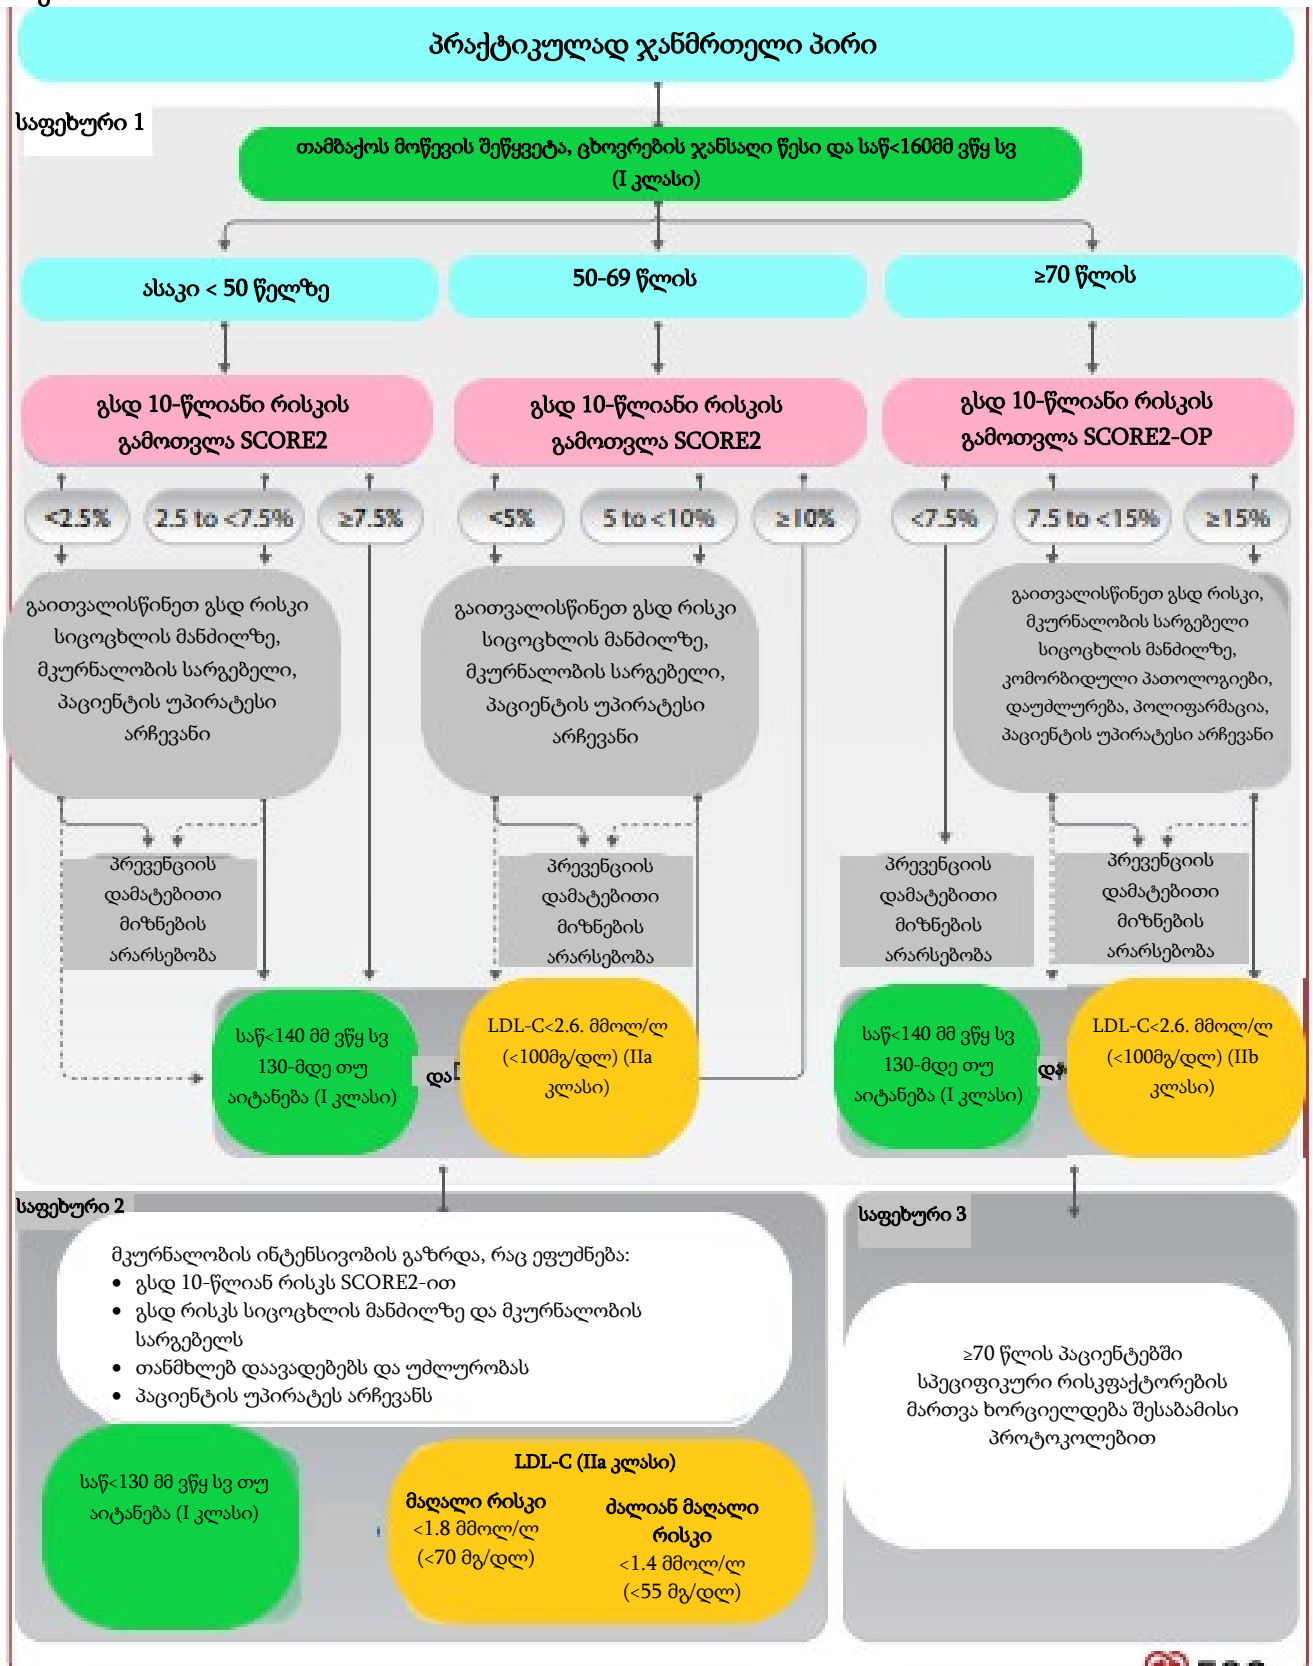 პრაქტიკულად ჯანმრთელი პირი
საფეხური 1
თამბაქოს მოწევის შეწყვეტა, ცხოვრების ჯანსაღი წესი და საწ<160მმ ვწყ სვ
(I კლასი)
ასაკი < 50 წელზე
50-69 წლის
≥70 წლის
გსდ 10-წლიანი რისკის
გამოთვლა SCORE2
გსდ 10-წლიანი რისკის
გამოთვლა SCORE2
გსდ 10-წლიანი რისკის
გამოთვლა SCORE2-OP
<2.5%
2.5 to <7.5%
≥7.5%
<5%
5 to <10%
≥10%
<7.5%
7.5 to <15%
≥15%
გაითვალისწინეთ გსდ რისკი
სიცოცხლის მანძილზე,
მკურნალობის სარგებელი,
პაციენტის უპირატესი
არჩევანი
გაითვალისწინეთ გსდ რისკი
სიცოცხლის მანძილზე,
მკურნალობის სარგებელი,
პაციენტის უპირატესი
არჩევანი
გაითვალისწინეთ გსდ რისკი,
მკურნალობის სარგებელი
სიცოცხლის მანძილზე,
კომორბიდული პათოლოგიები,
დაუძლურება, პოლიფარმაცია,
პაციენტის უპირატესი არჩევანი
პრევენციის
დამატებითი
მიზნების
არარსებობა
პრევენციის
დამატებითი
მიზნების
არარსებობა
პრევენციის
დამატებითი
მიზნების
არარსებობა
პრევენციის
დამატებითი
მიზნების
არარსებობა
საწ<140 მმ ვწყ სვ
130-მდე თუ
აიტანება (I კლასი)
და
LDL-C<2.6. მმოლ/ლ
(<100მგ/დლ) (IIa
კლასი)
საწ<140 მმ ვწყ სვ
130-მდე თუ
აიტანება (I კლასი)
და
LDL-C<2.6. მმოლ/ლ
(<100მგ/დლ) (IIb
კლასი)
საფეხური 2
მკურნალობის ინტენსივობის გაზრდა, რაც ეფუძნება:
• გსდ 10-წლიან რისკს SCORE2-ით
• გსდ რისკს სიცოცხლის მანძილზე და მკურნალობის
სარგებელს
• თანმხლებ დაავადებებს და უძლურობას
• პაციენტის უპირატეს არჩევანს
საწ<130 მმ ვწყ სვ თუ
აიტანება (I კლასი)
LDL-C (IIa კლასი)
მაღალი რისკი
<1.8 მმოლ/ლ
(<70 მგ/დლ)
ძალიან მაღალი
რისკი
<1.4 მმოლ/ლ
(<55 მგ/დლ)
საფეხური 3
≥70 წლის პაციენტებში
სპეციფიკური რისკფაქტორების
მართვა ხორციელდება შესაბამისი
პროტოკოლებით